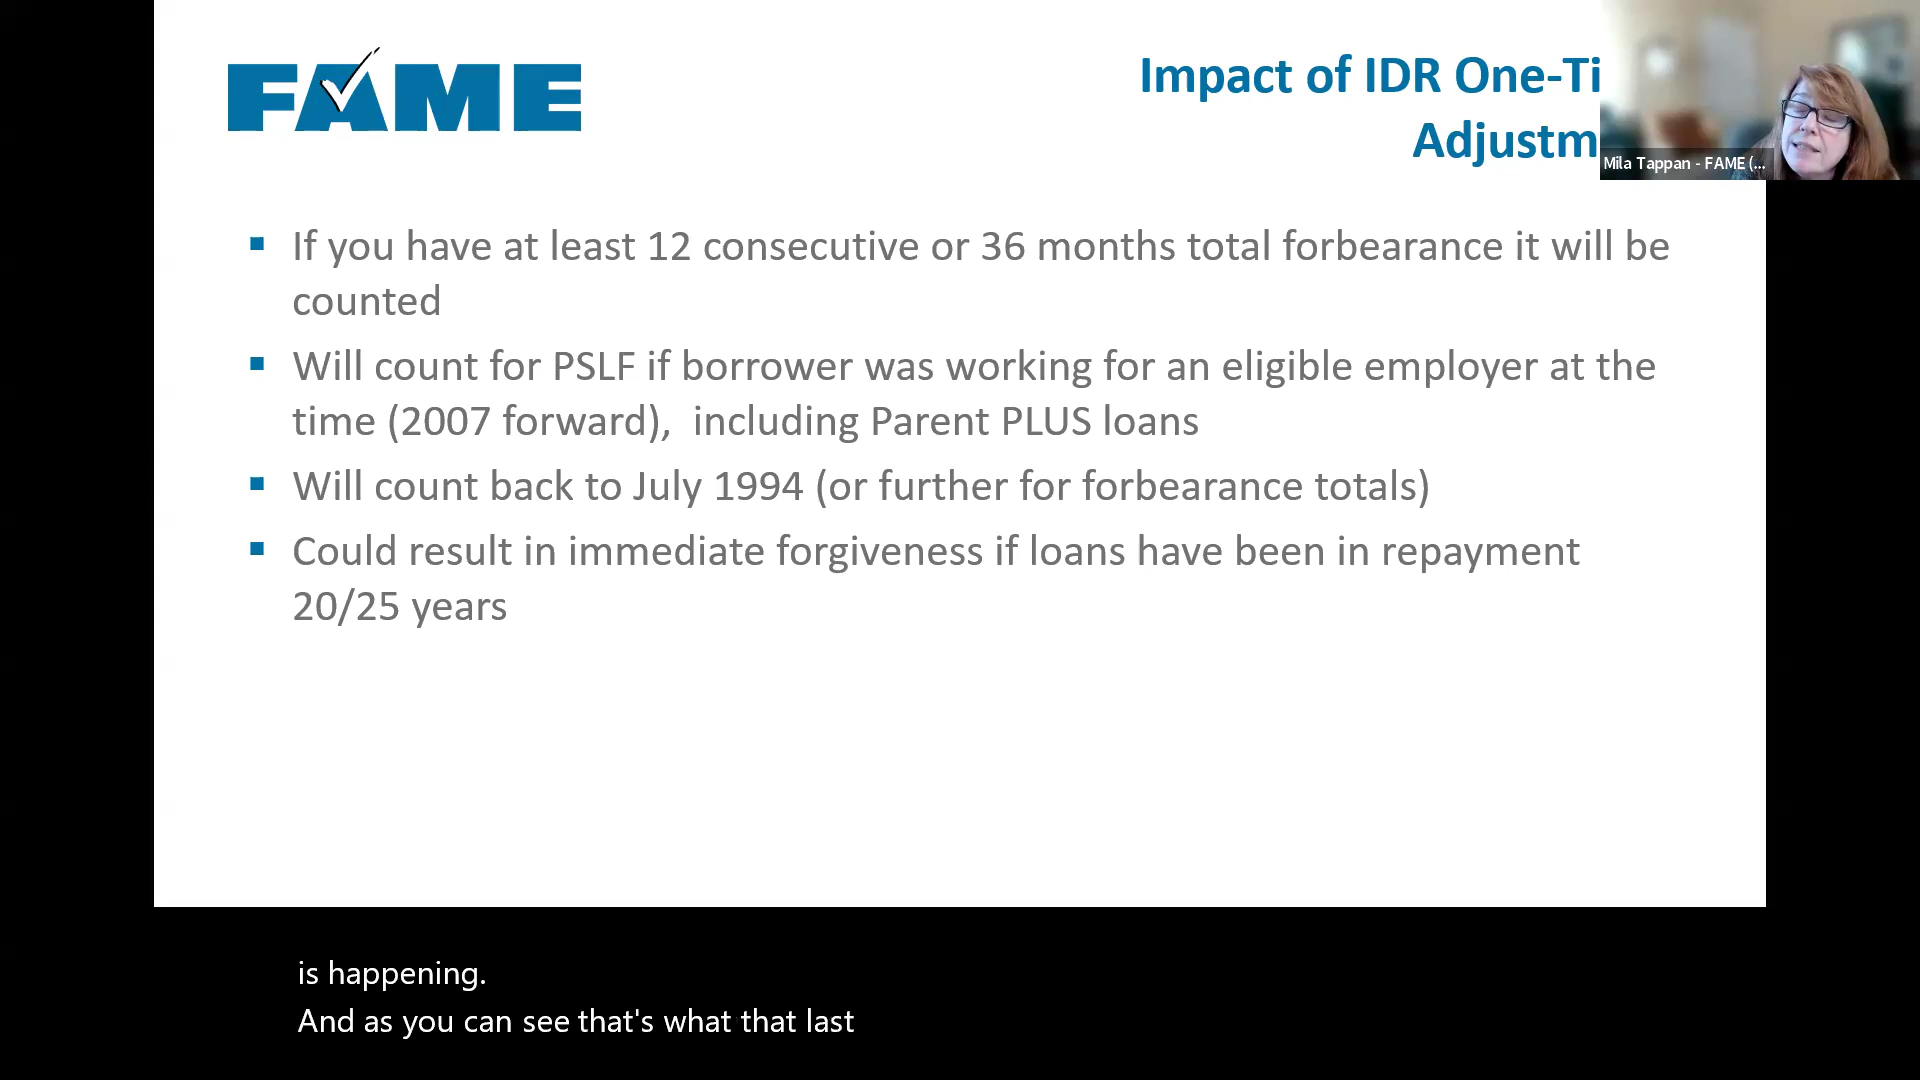 FAME
Impact of IDR One-Ti
Adjustm
Mila Tappan - FAME (...
▪ If you have at least 12 consecutive or 36 months total forbearance it will be
counted
▪ Will count for PSLF if borrower was working for an eligible employer at the
time (2007 forward),  including Parent PLUS loans
▪ Will count back to July 1994 (or further for forbearance totals)
▪ Could result in immediate forgiveness if loans have been in repayment
20/25 years
is happening.
And as you can see that's what that last